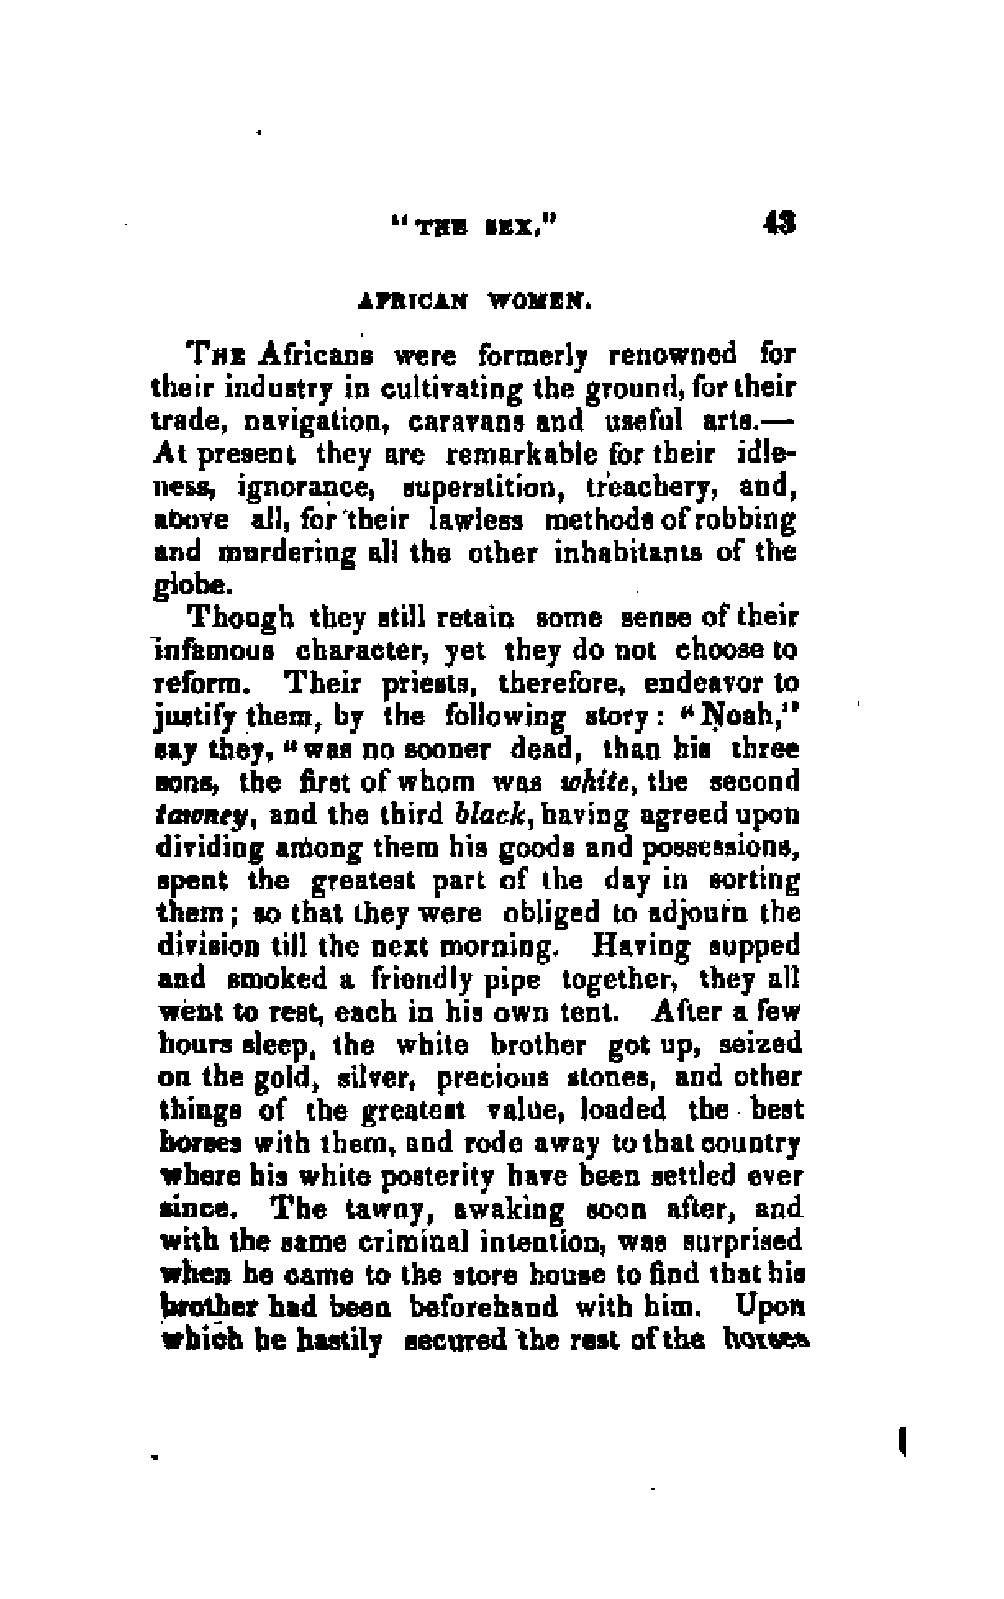 "THE SEX."
43
AFRICAN WOMEN.
THE Africans were formerly renowned for
their industry in cultivating the ground, for their
trade, navigation, caravans and useful arts.—
At present they are remarkable for their idle-
ness, ignorance, superstition, treachery, and,
above all, for their lawless methods of robbing
and murdering all the other inhabitants of the
globe.
Though they still retain some sense of their
infamous character, yet they do not choose to
reform. Their priests, therefore, endeavor to
justify them, by the following story: "Noah,"
say they, "was no sooner dead, than his three
sons, the first of whom was white, the second
tawney, and the third black, having agreed upon
dividing among them his goods and possessions,
spent the greatest part of the day in sorting
them; so that they were obliged to adjourn the
division till the next morning. Having supped
and smoked a friendly pipe together, they all
went to rest, each in his own tent. After a few
hours sleep, the white brother got up, seized
on the gold, silver, precious stones, and other
things of the greatest value, loaded the best
horses with them, and rode away to that country
where his white posterity have been settled ever
since. The tawny, awaking soon after, and
with the same criminal intention, was surprised
when he came to the store house to find that his
brother had been beforehand with him. Upon
which he hastily secured the rest of the horses